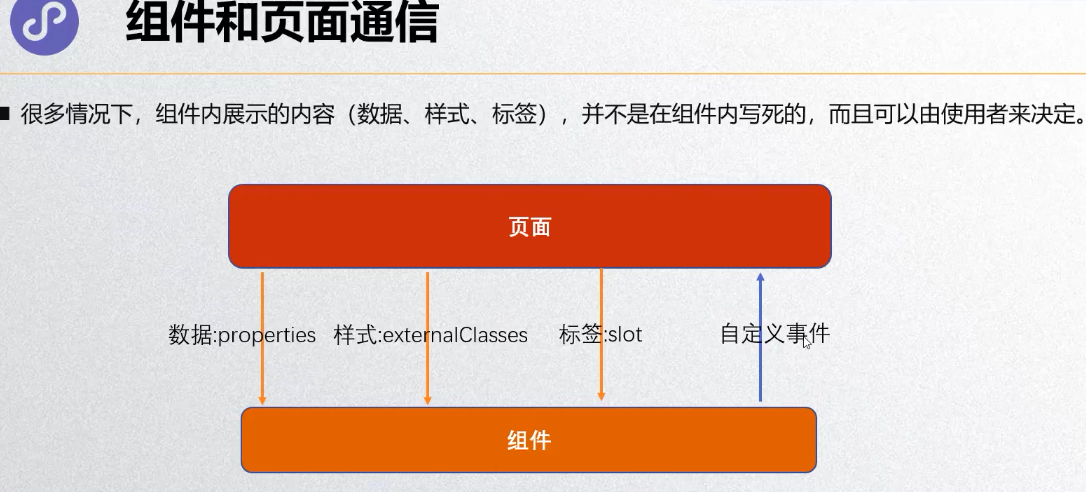 组件和页面通信
■ 很多情况下，组件内展示的内容（数据、样式、标签），并不是在组件内写死的，而且可以由使用者来决定。
页面
数据:properties 样式:externalClasses 标签:slot 自定义事件
组件